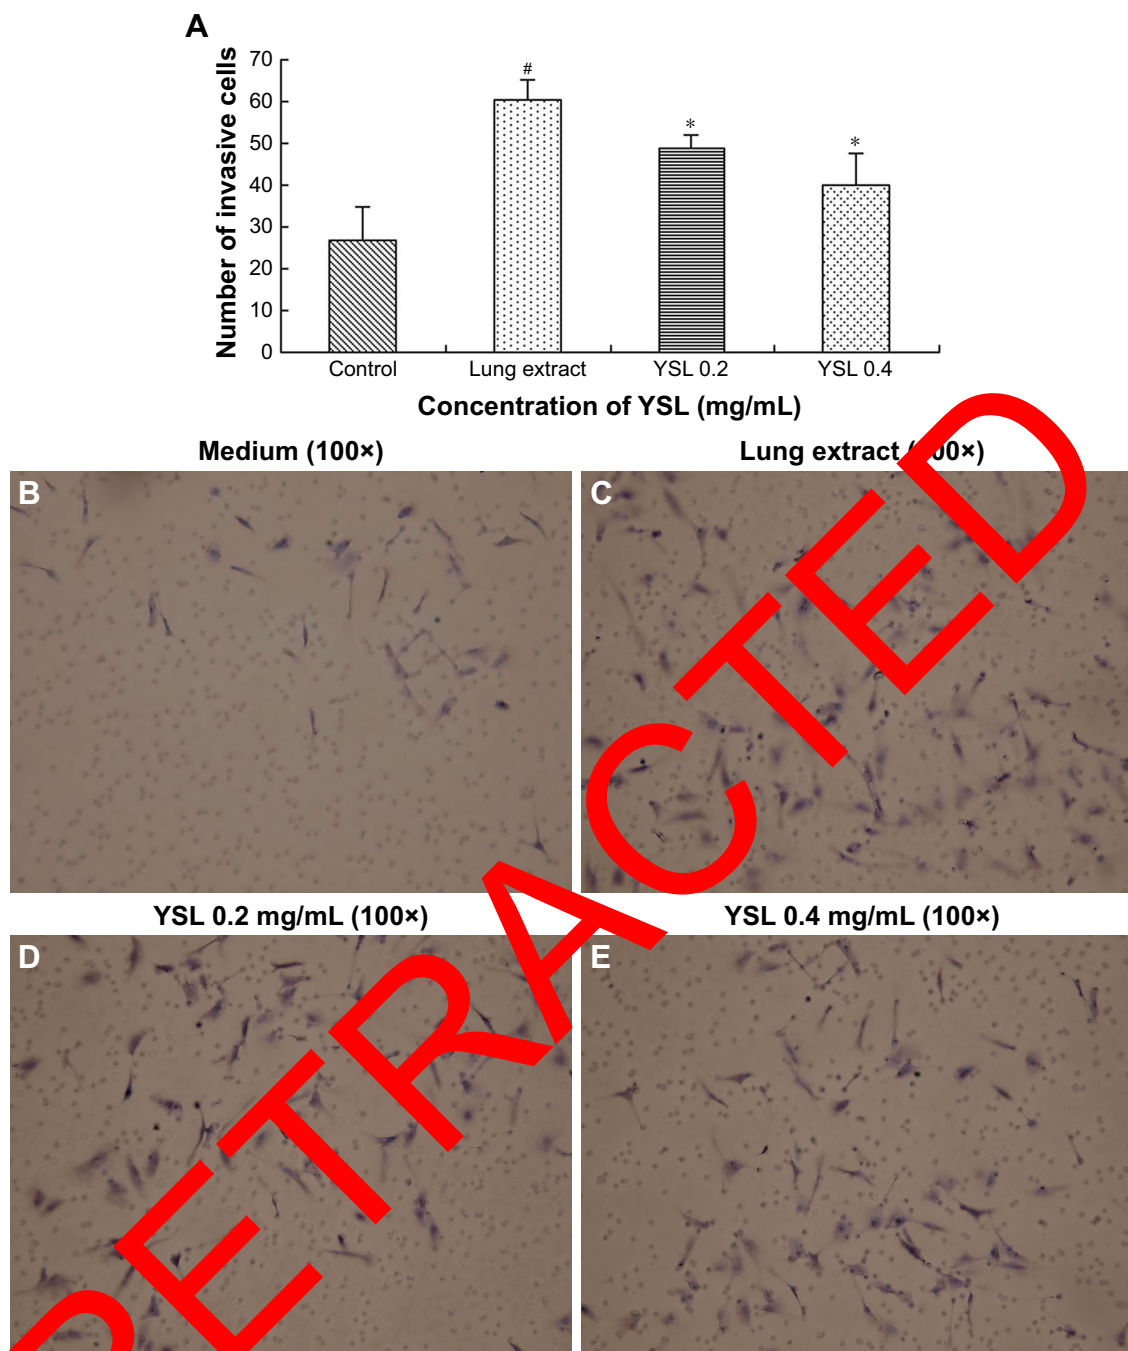 A
Number of invasive cells
70
60
50
40
30
20
10
0
#
*
*
Control Lung extract YSL 0.2 YSL 0.4
Concentration of YSL (mg/mL)
Medium (100×)
Lung extract
B
C
YSL 0.2 mg/mL (100×)
YSL 0.4 mg/mL (100×)
D
E
RETRACTED